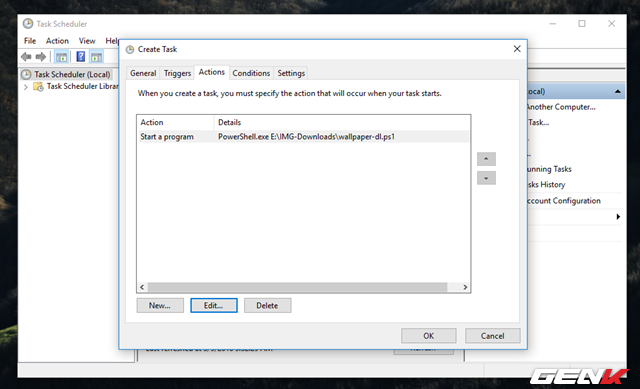 Task Scheduler
File Action View Help
Task Scheduler (Local)
Task Scheduler Librar
Create Task
General Triggers Actions Conditions Settings
When you create a task, you must specify the action that will occur when your task starts.
Action Details
Start a program PowerShell.exe E:\IMG-Downloads\wallpaper-dl.ps1
New... Edit... Delete
OK Cancel
ocal)
Another Computer...
Task...
unning Tasks
sks History
ccount Configuration
GENK